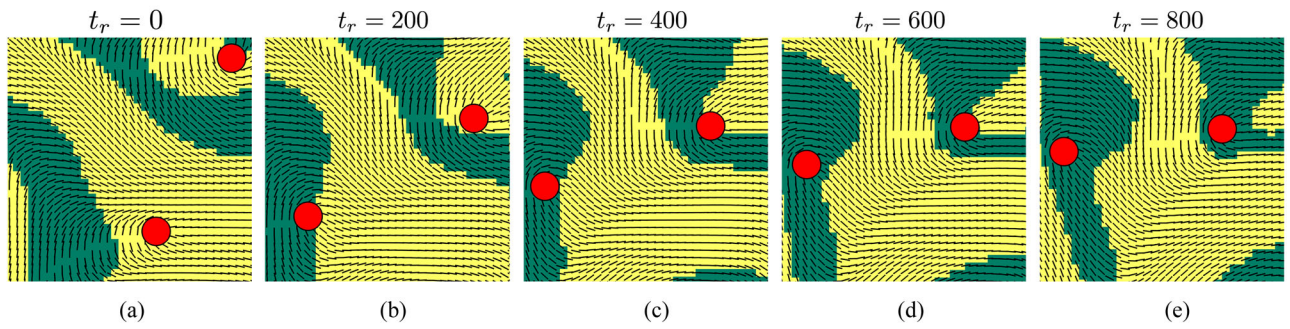 t_r = 0 t_r = 200 t_r = 400 t_r = 600 t_r = 800
(a) (b) (c) (d) (e)